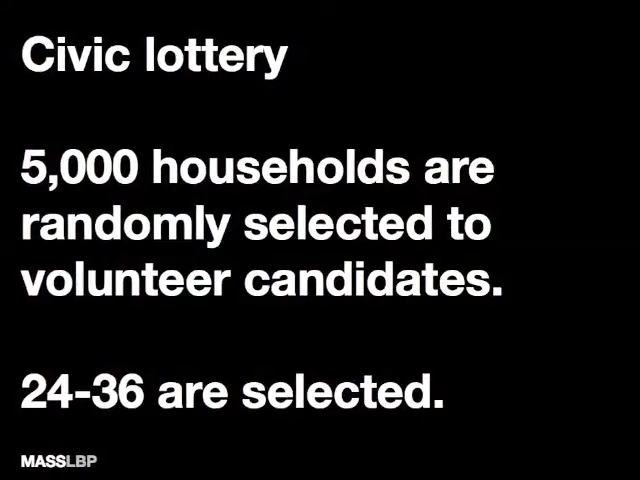 Civic lottery
5,000 households are
randomly selected to
volunteer candidates.
24-36 are selected.
MASSLBP